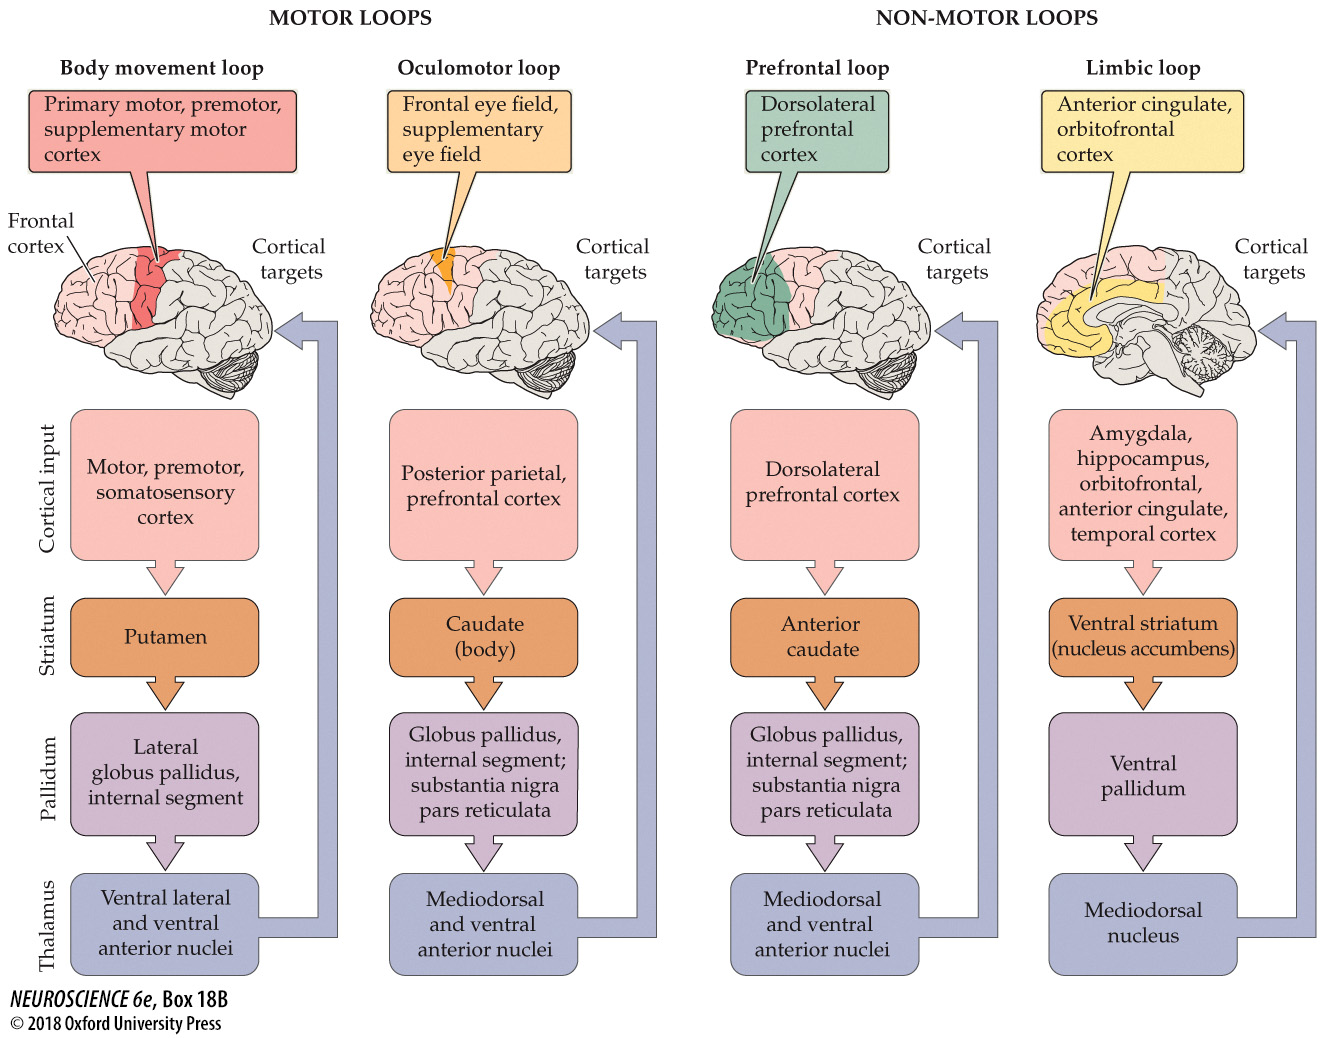 MOTOR LOOPS
NON-MOTOR LOOPS
Body movement loop
Oculomotor loop
Prefrontal loop
Limbic loop
Primary motor, premotor,
supplementary motor
cortex
Frontal eye field,
supplementary
eye field
Dorsolateral
prefrontal
cortex
Anterior cingulate,
orbitofrontal
cortex
Frontal
cortex
Cortical
targets
Cortical
targets
Cortical
targets
Cortical
targets
Cortical input
Motor, premotor,
somatosensory
cortex
Posterior parietal,
prefrontal cortex
Dorsolateral
prefrontal cortex
Amygdala,
hippocampus,
orbitofrontal,
anterior cingulate,
temporal cortex
Striatum
Putamen
Caudate
(body)
Anterior
caudate
Ventral striatum
(nucleus accumbens)
Pallidum
Lateral
globus pallidus,
internal segment
Globus pallidus,
internal segment;
substantia nigra
pars reticulata
Globus pallidus,
internal segment;
substantia nigra
pars reticulata
Ventral
pallidum
Thalamus
Ventral lateral
and ventral
anterior nuclei
Mediodorsal
and ventral
anterior nuclei
Mediodorsal
and ventral
anterior nuclei
Mediodorsal
nucleus
NEUROSCIENCE 6e, Box 18B
© 2018 Oxford University Press